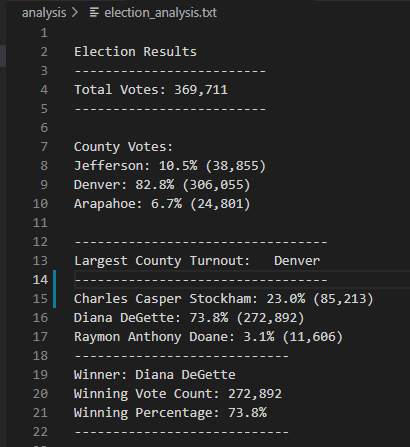 analysis > election_analysis.txt
1
2 Election Results
3 -------------------------
4 Total Votes: 369,711
5 -------------------------
6
7 County Votes:
8 Jefferson: 10.5% (38,855)
9 Denver: 82.8% (306,055)
10 Arapahoe: 6.7% (24,801)
11
12 ---------------------------------
13 Largest County Turnout:   Denver
14 ---------------------------------
15 Charles Casper Stockham: 23.0% (85,213)
16 Diana DeGette: 73.8% (272,892)
17 Raymon Anthony Doane: 3.1% (11,606)
18 ----------------------------
19 Winner: Diana DeGette
20 Winning Vote Count: 272,892
21 Winning Percentage: 73.8%
22 ----------------------------